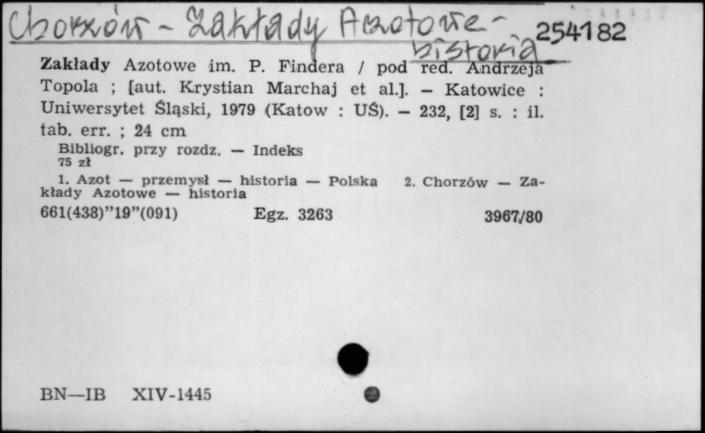 Chorzów - Zakłady Azotowe -
historia
254182
Zakłady Azotowe im. P. Findera / pod red. Andrzeja
Topola ; [aut. Krystian Marchaj et al.]. — Katowice :
Uniwersytet Śląski, 1979 (Katow : UŚ). — 232, [2] s. : il.
tab. err. ; 24 cm
Bibliogr. przy rozdz. — Indeks
75 zł
1. Azot — przemysł — historia — Polska 2. Chorzów — Za-
kłady Azotowe — historia
661(438)"19"(091) Egz. 3263 3967/80
BN—IB XIV-1445